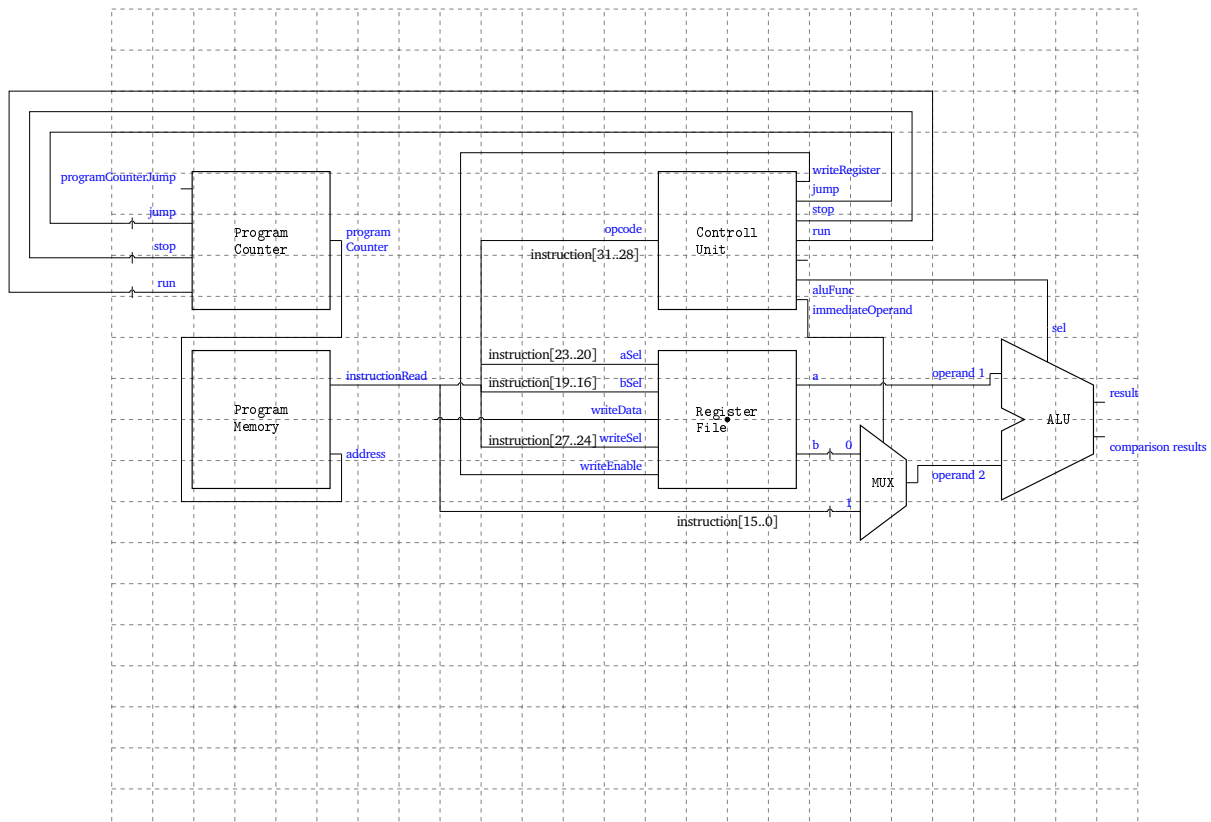 programCounterJump
jump
stop
run
Program
Counter
program
Counter
opcode
instruction[31..28]
Controll
Unit
writeRegister
jump
stop
run
aluFunc
immediateOperand
sel
Program
Memory
instructionRead
address
instruction[23..20] aSel
instruction[19..16] bSel
writeData
instruction[27..24] writeSel
writeEnable
Register
File
a
b 0
1
instruction[15..0]
MUX
operand 1
operand 2
ALU
result
comparison results